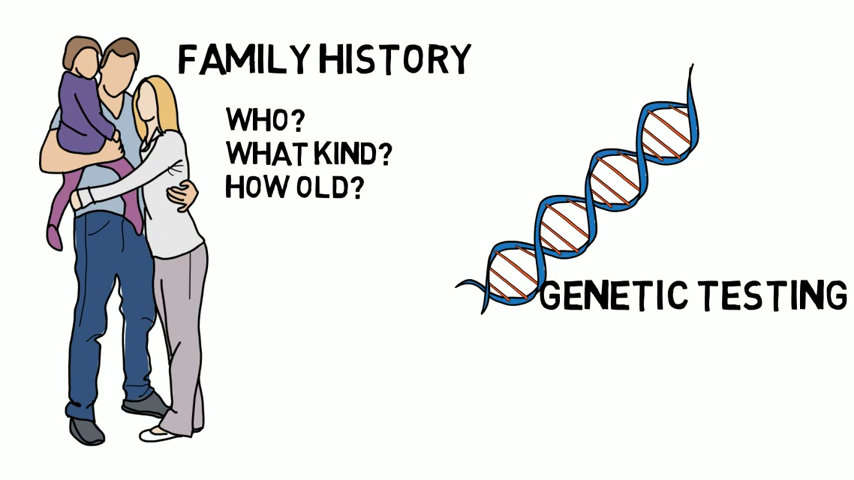 FAMILY HISTORY
WHO?
WHAT KIND?
HOW OLD?
GENETIC TESTING